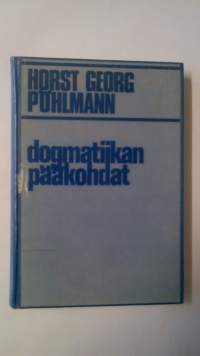 HORST GEORG
PÖHLMANN
dogmatiikan
pääkohdat